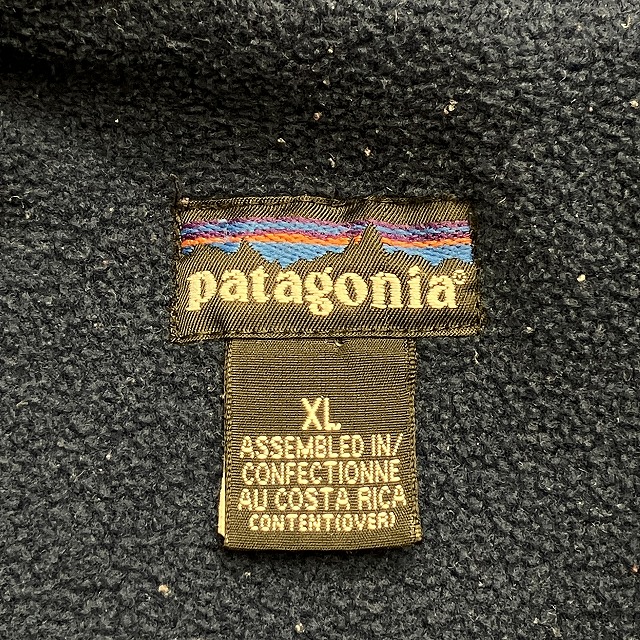 patagonia®
XL
ASSEMBLED IN/
CONFECTIONNE
AU COSTA RICA
CONTENT(OVER)